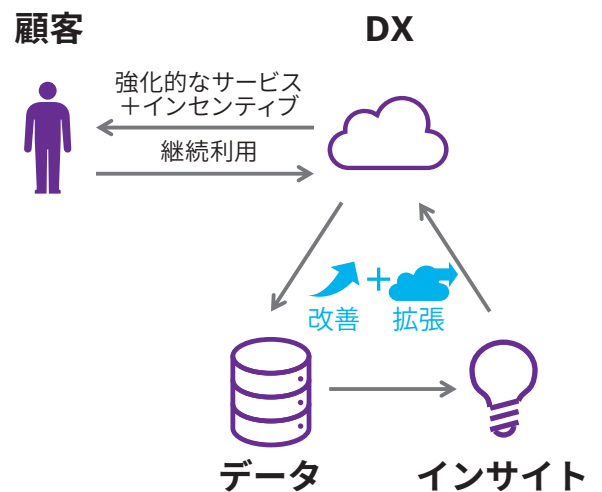 顧客
DX
強化的なサービス
＋インセンティブ
継続利用
改善
拡張
データ
インサイト